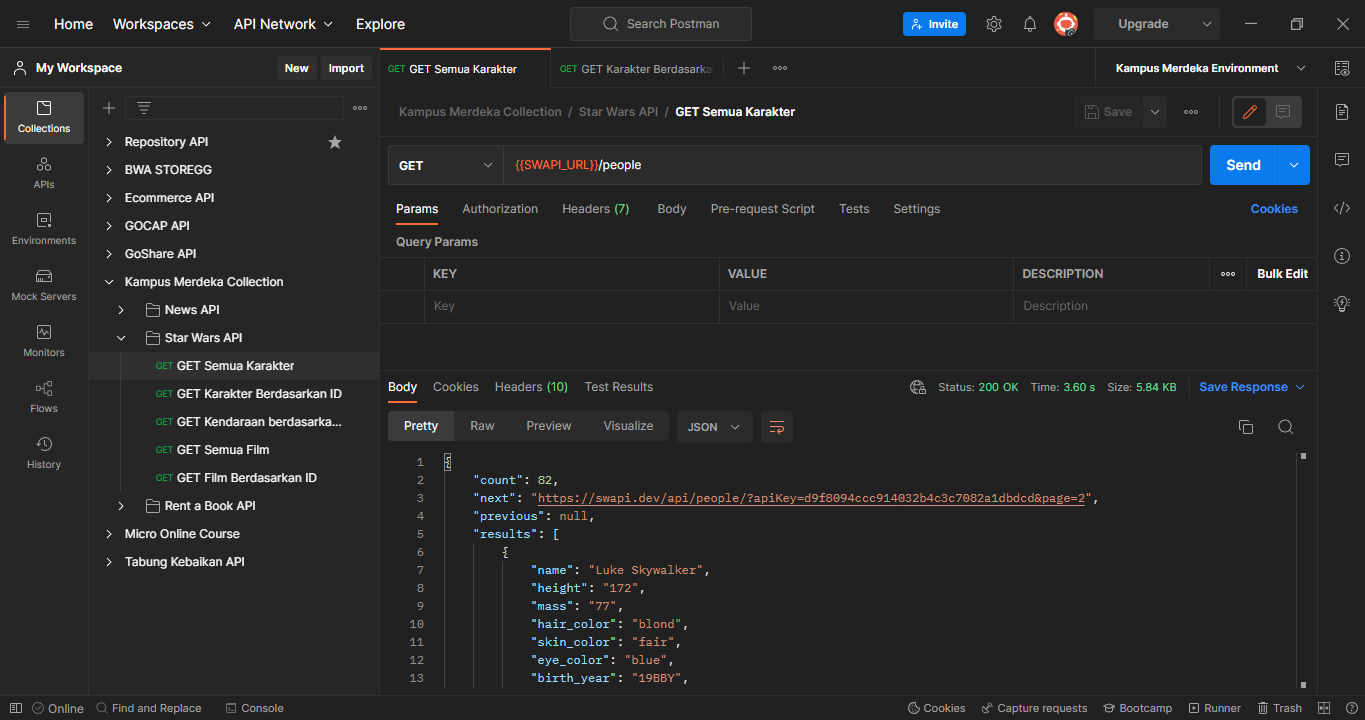 Home Workspaces API Network Explore Search Postman Invite Upgrade
My Workspace New Import
GET GET Semua Karakter GET GET Karakter Berdasarka Kampus Merdeka Environment
Kampus Merdeka Collection / Star Wars API / GET Semua Karakter Save
Collections
APIs
Environments
Mock Servers
Monitors
Flows
History
Repository API
BWA STOREGG
Ecommerce API
GOCAP API
GoShare API
Kampus Merdeka Collection
News API
Star Wars API
GET GET Semua Karakter
GET GET Karakter Berdasarkan ID
GET GET Kendaraan berdasarka...
GET GET Semua Film
GET GET Film Berdasarkan ID
Rent a Book API
Micro Online Course
Tabung Kebaikan API
GET {{SWAPI_URL}}/people Send
Params Authorization Headers (7) Body Pre-request Script Tests Settings Cookies
Query Params
KEY VALUE DESCRIPTION Bulk Edit
Key Value Description
Body Cookies Headers (10) Test Results Status: 200 OK Time: 3.60 s Size: 5.84 KB Save Response
Pretty Raw Preview Visualize JSON
1 {
2 "count": 82,
3 "next": "https://swapi.dev/api/people/?apiKey=d9f8094ccc914032b4c3c7082a1dbdcd&page=2",
4 "previous": null,
5 "results": [
6 {
7 "name": "Luke Skywalker",
8 "height": "172",
9 "mass": "77",
10 "hair_color": "blond",
11 "skin_color": "fair",
12 "eye_color": "blue",
13 "birth_year": "19BBY",
Online Find and Replace Console Cookies Capture requests Bootcamp Runner Trash